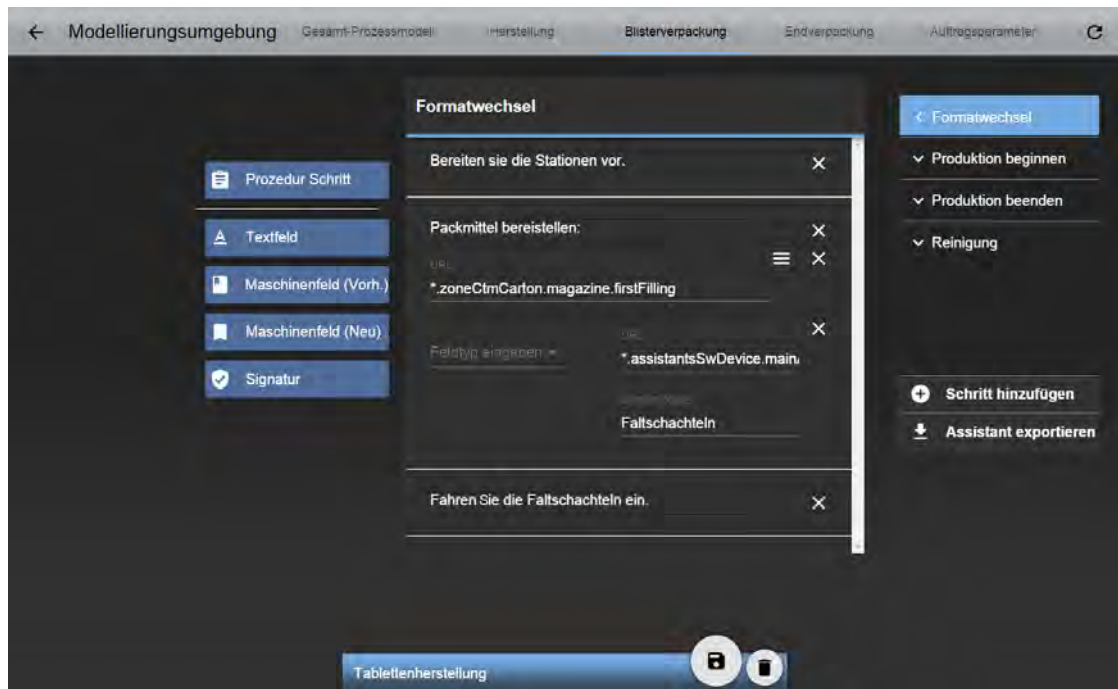 Modellierungsumgebung
Gesamt-Prozessmodell
Herstellung
Blisterverpackung
Endverpackung
Auftragsparameter
Formatwechsel
Bereiten sie die Stationen vor.
Packmittel bereistellen:
URL
*.zoneCtmCarton.magazine.firstFilling
Feldtyp eingeben
URL
*.assistantsSwDevice.main/
Faltschachteln
Fahren Sie die Faltschachteln ein.
Prozedur Schritt
Textfeld
Maschinenfeld (Vorh.)
Maschinenfeld (Neu)
Signatur
Formatwechsel
Produktion beginnen
Produktion beenden
Reinigung
Schritt hinzufügen
Assistant exportieren
Tablettenherstellung